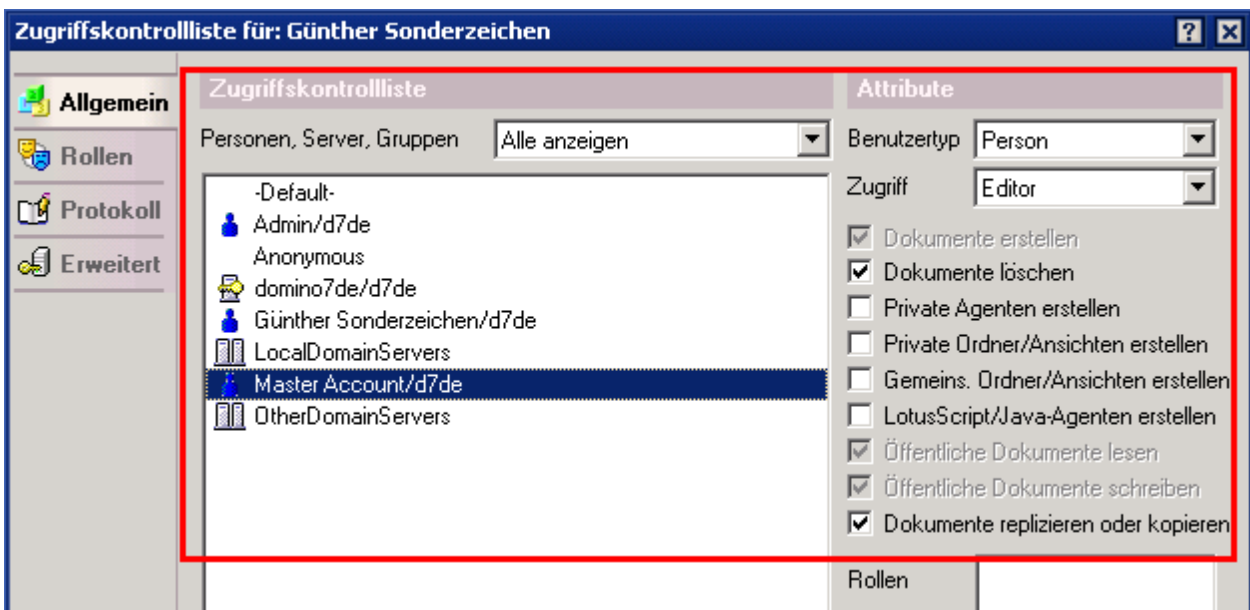 Zugriffskontrollliste für: Günther Sonderzeichen
Allgemein
Rollen
Protokoll
Erweitert
Zugriffskontrollliste
Personen, Server, Gruppen Alle anzeigen
-Default-
Admin/d7de
Anonymous
domino7de/d7de
Günther Sonderzeichen/d7de
LocalDomainServers
Master Account/d7de
OtherDomainServers
Attribute
Benutzertyp Person
Zugriff Editor
Dokumente erstellen
Dokumente löschen
Private Agenten erstellen
Private Ordner/Ansichten erstellen
Gemeins. Ordner/Ansichten erstellen
LotusScript/Java-Agenten erstellen
Öffentliche Dokumente lesen
Öffentliche Dokumente schreiben
Dokumente replizieren oder kopieren
Rollen